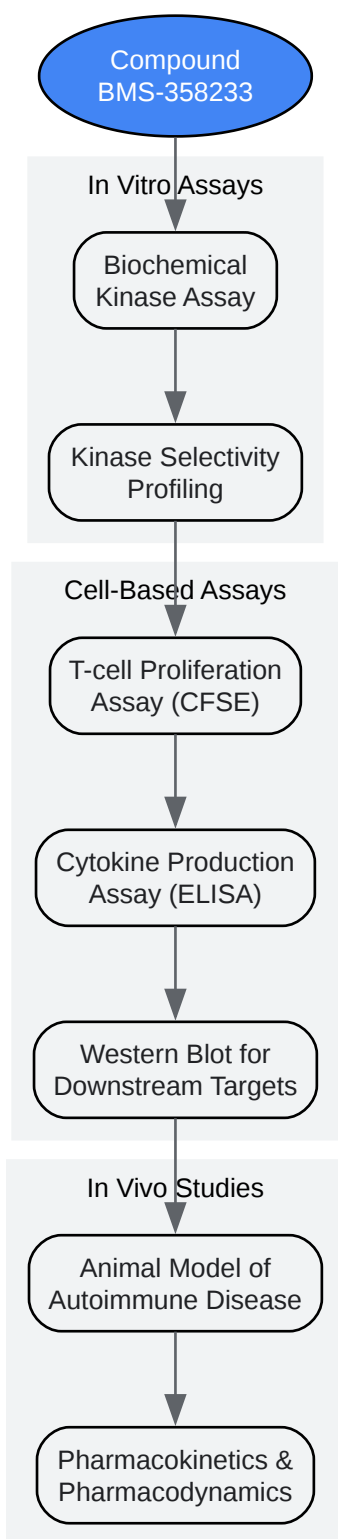 Compound
BMS-358233
In Vitro Assays
Biochemical
Kinase Assay
Kinase Selectivity
Profiling
Cell-Based Assays
T-cell Proliferation
Assay (CFSE)
Cytokine Production
Assay (ELISA)
Western Blot for
Downstream Targets
In Vivo Studies
Animal Model of
Autoimmune Disease
Pharmacokinetics &
Pharmacodynamics